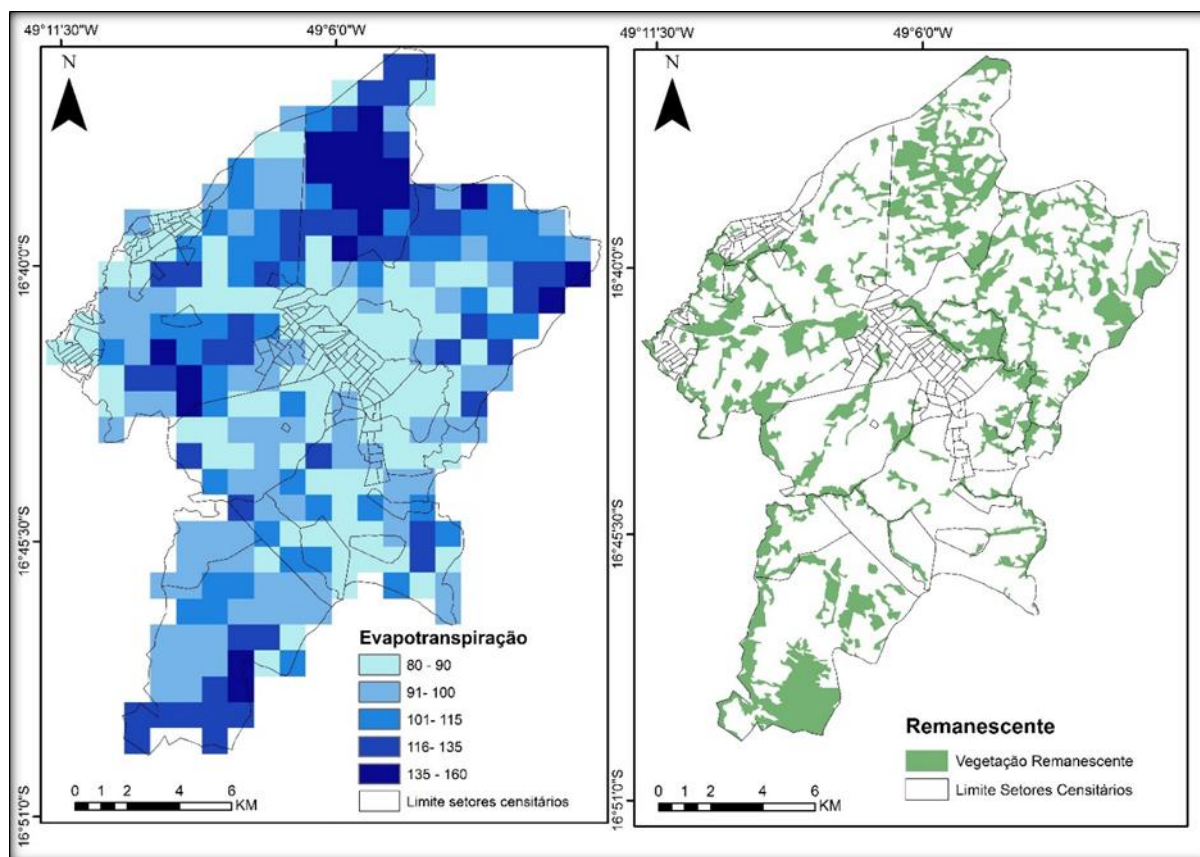 49°11'30"W
49°6'0"W
N
16°40'0"S
16°45'30"S
16°51'0"S
Evapotranspiração
80 - 90
91- 100
101- 115
116- 135
135 - 160
Limite setores censitários
0 1 2 4 6
KM
49°11'30"W
49°6'0"W
N
16°40'0"S
16°45'30"S
16°51'0"S
Remanescente
Vegetação Remanescente
Limite Setores Censitários
0 1 2 4 6
KM